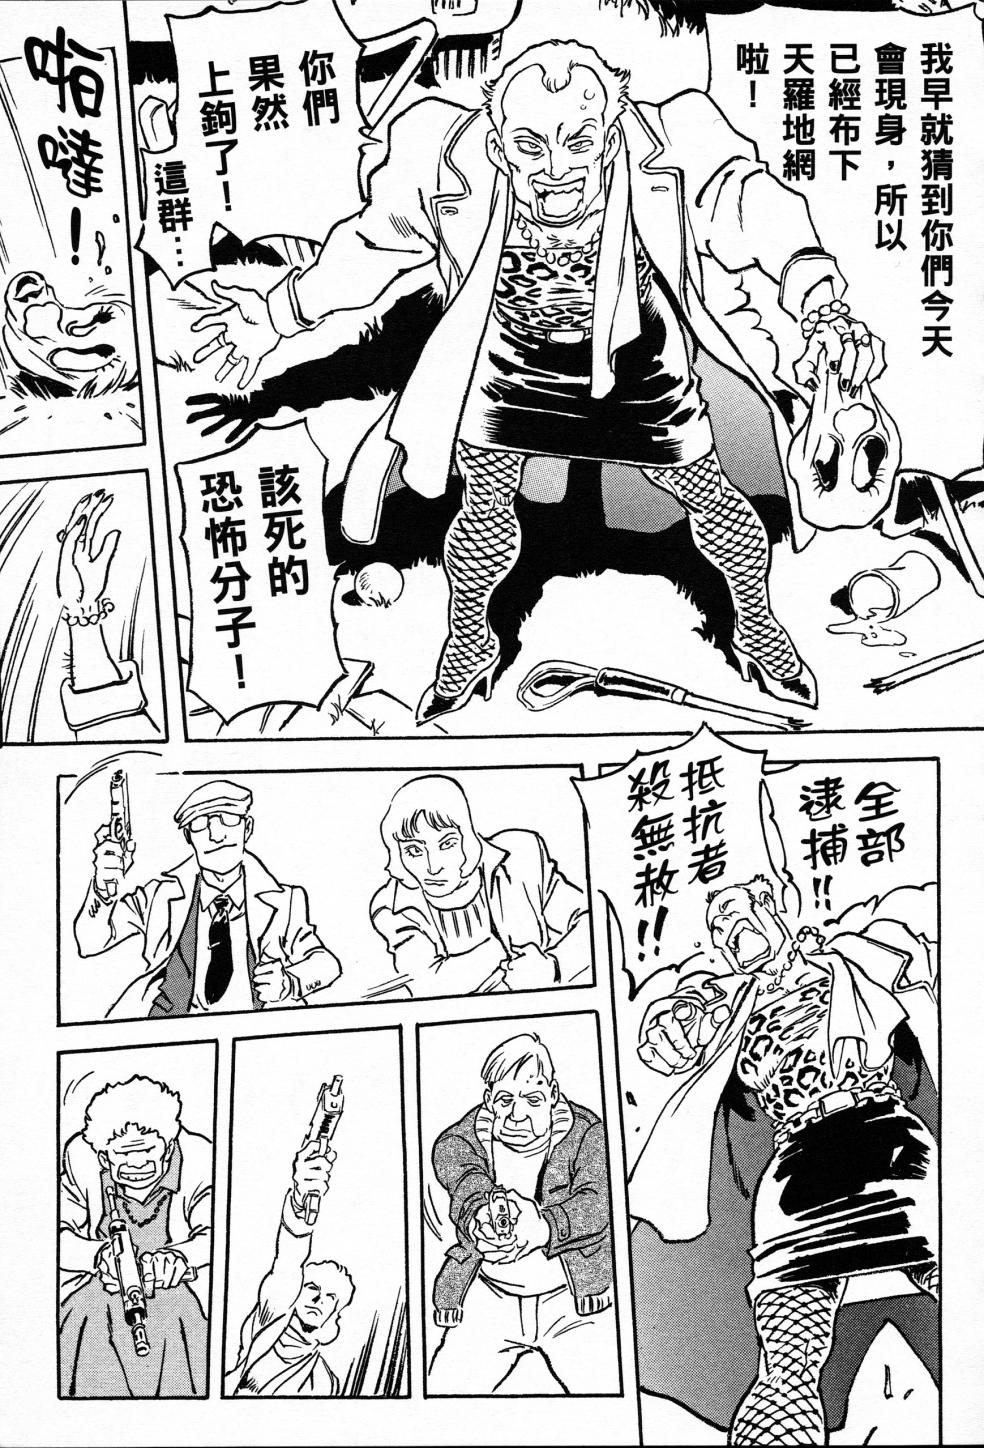 我早就猜到你們今天
會現身，所以
已經布下
天羅地網
啦！
你們
果然
上鉤了！
這群…
該死的
恐怖分子！
啪噠！
全部
逮捕!!
抵抗者
殺無赦!!